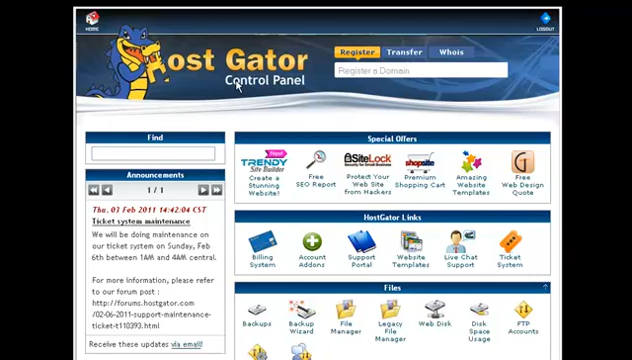 HOME
LOGOUT
Host Gator
Control Panel
Register
Transfer
Whois
Register a Domain
Find
Announcements
1 / 1
Thu, 03 Feb 2011 14:42:04 CST
Ticket system maintenance
We will be doing maintenance
on our ticket system on Sunday, Feb
6th between 1AM and 4AM central.
For more information, please refer
to our forum post :
http://forums.hostgator.com
/02-06-2011-support-maintenance-
ticket-t110393.html
Receive these updates via email!
Special Offers
TRENDY
Site Builder
Create a
Stunning
Website!
Free
SEO Report
SiteLock
Security for Small Business
Protect Your
Web Site
from Hackers
shopsite
Premium
Shopping Cart
Amazing
Website
Templates
Free
Web Design
Quote
HostGator Links
Billing
System
Account
Addons
Support
Portal
Website
Templates
Live Chat
Support
Ticket
System
Files
Backups
Backup
Wizard
File
Manager
Legacy
File
Manager
Web Disk
Disk
Space
Usage
FTP
Accounts